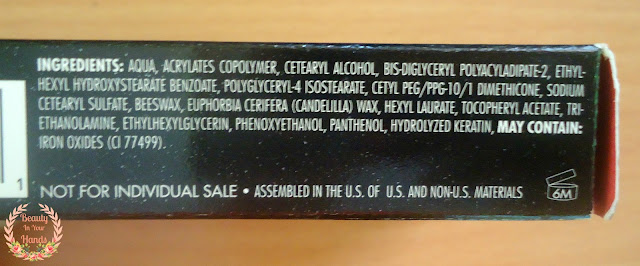 INGREDIENTS: AQUA, ACRYLATES COPOLYMER, CETEARYL ALCOHOL, BIS-DIGLYCERYL POLYACYLADIPATE-2, ETHYL-
HEXYL HYDROXYSTEARATE BENZOATE, POLYGLYCERYL-4 ISOSTEARATE, CETYL PEG/PPG-10/1 DIMETHICONE, SODIUM
CETEARYL SULFATE, BEESWAX, EUPHORBIA CERIFERA (CANDELILLA) WAX, HEXYL LAURATE, TOCOPHERYL ACETATE, TRI-
ETHANOLAMINE, ETHYLHEXYLGLYCERIN, PHENOXYETHANOL, PANTHENOL, HYDROLYZED KERATIN, MAY CONTAIN:
IRON OXIDES (CI 77499).
1
NOT FOR INDIVIDUAL SALE • ASSEMBLED IN THE U.S. OF U.S. AND NON-U.S. MATERIALS
6M
Beauty
In Your
Hands